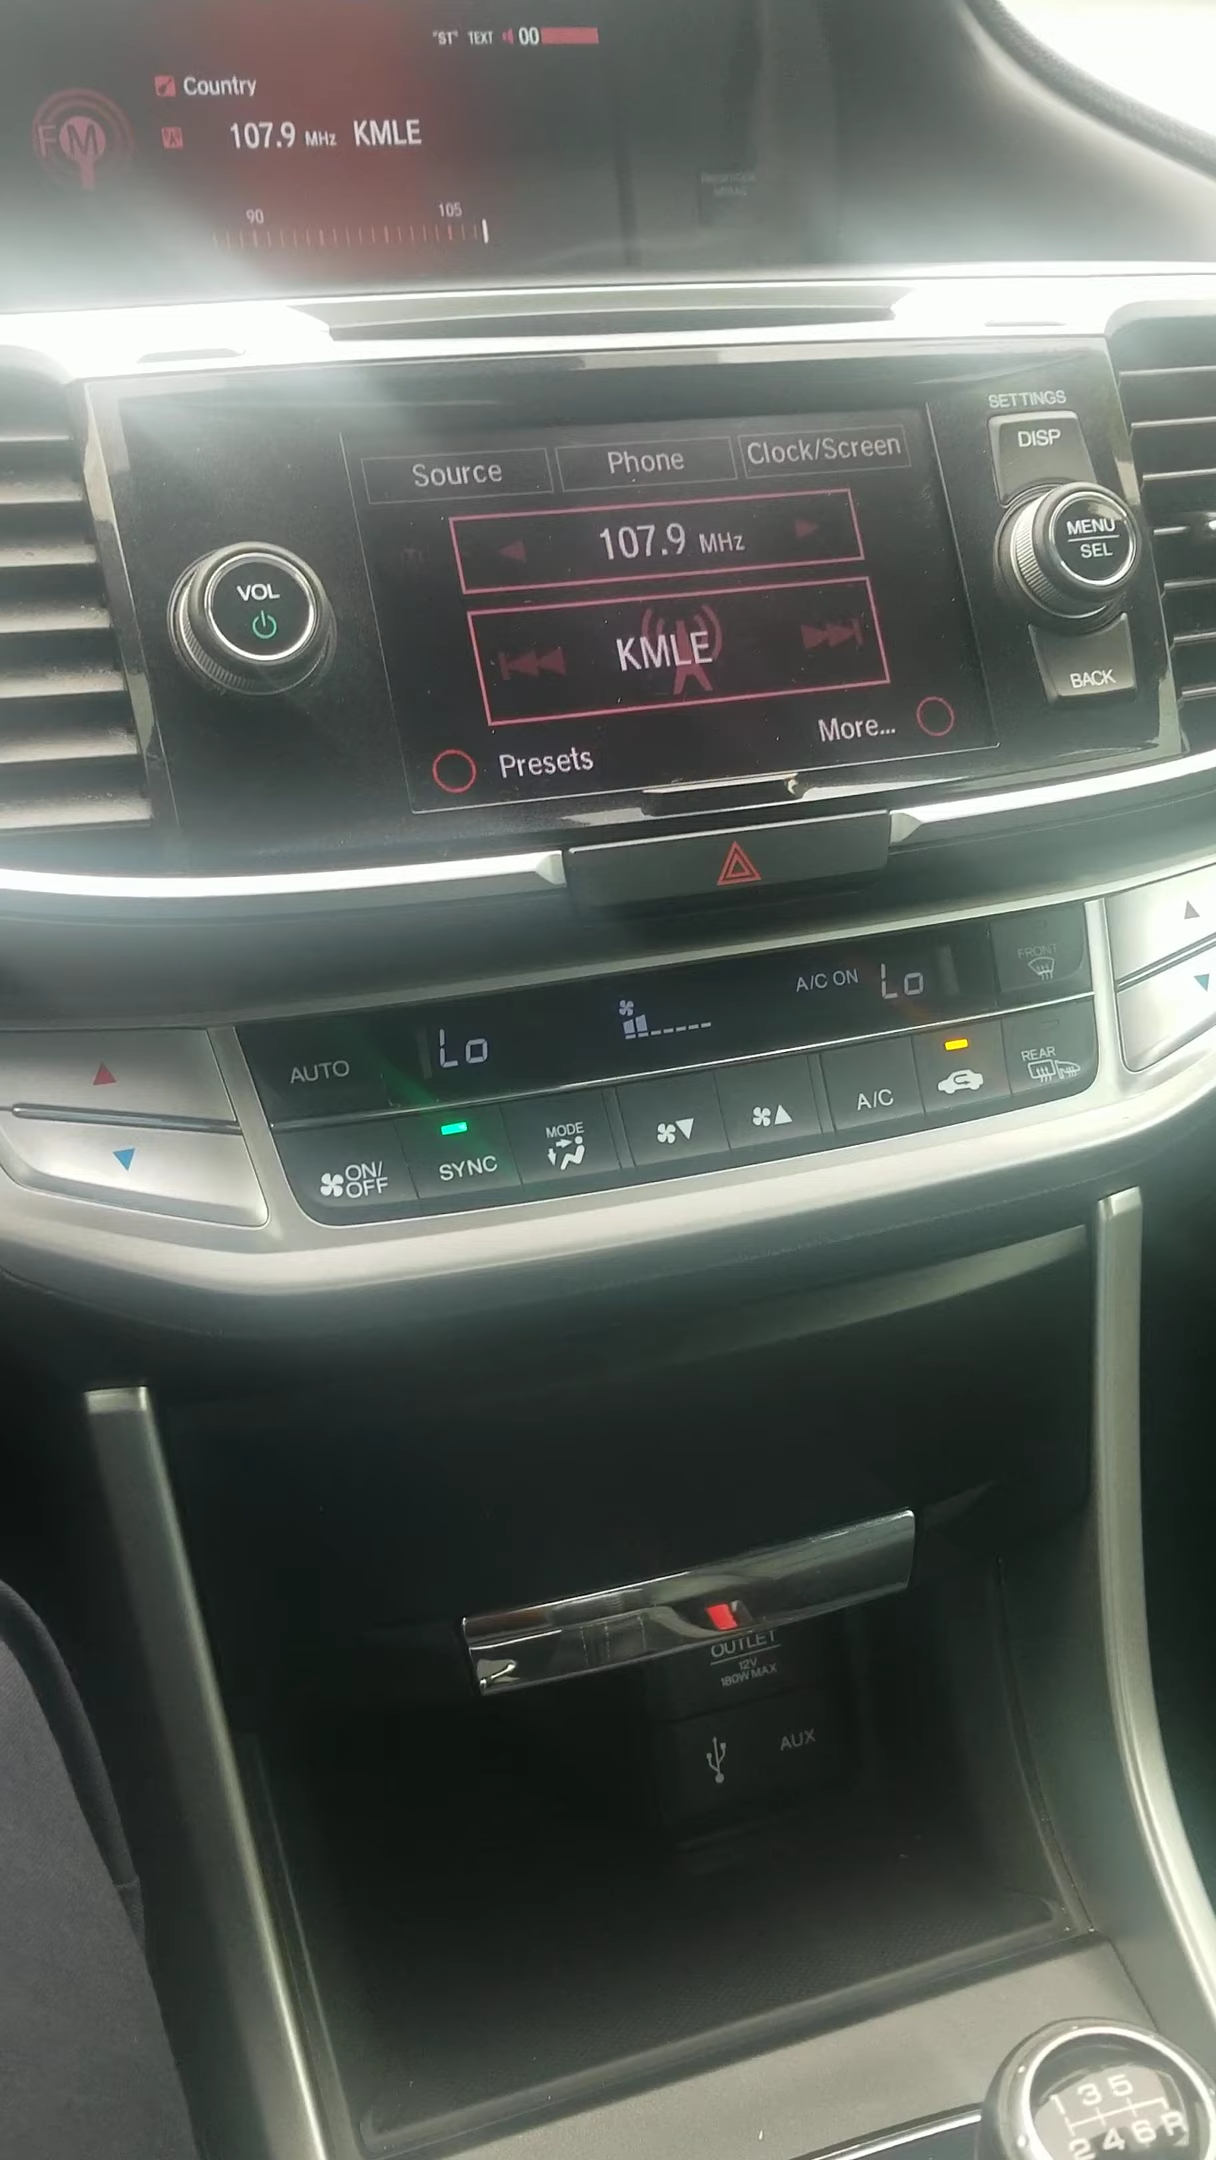 "ST" TEXT 00
Country
FM
107.9 MHz KMLE
90 105
SETTINGS
DISP
Source Phone Clock/Screen
107.9 MHz
MENU
SEL
VOL
KMLE
BACK
More...
Presets
FRONT
A/C ON Lo
Lo
AUTO
REAR
A/C
MODE
SYNC
ON/
OFF
OUTLET
12V
180W MAX
AUX
1 3 5
2 4 6 R